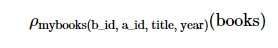 ρmybooks(b_id, a_id, title, year)(books)